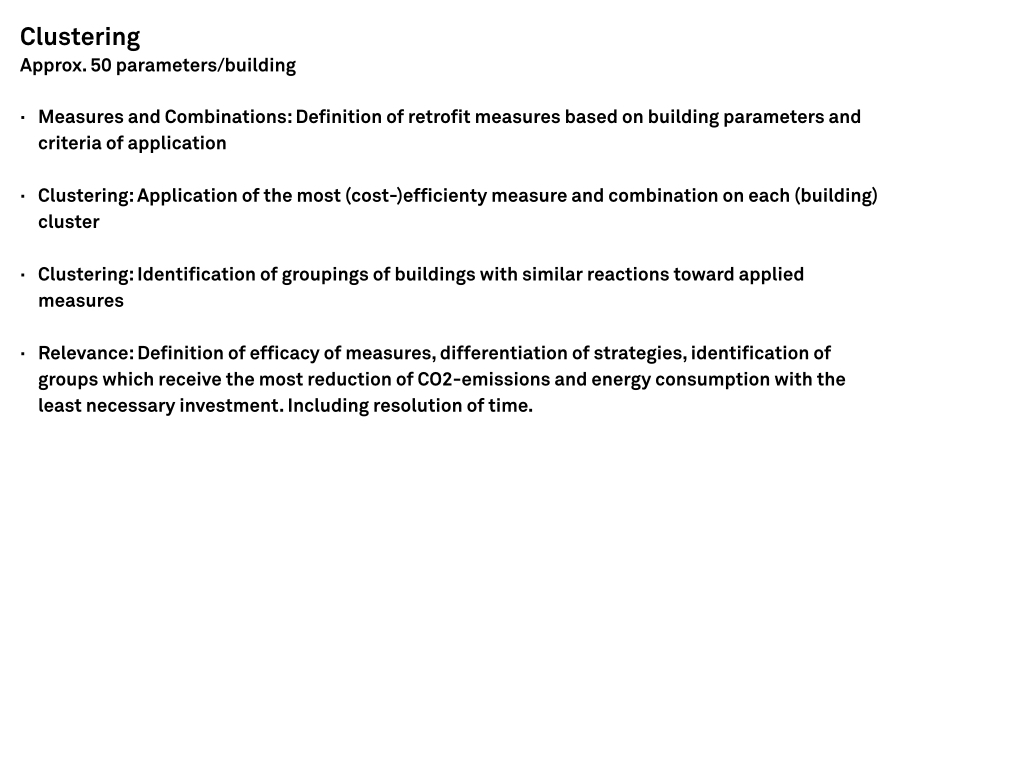 Clustering
Approx. 50 parameters/building
· Measures and Combinations: Definition of retrofit measures based on building parameters and
criteria of application
· Clustering: Application of the most (cost-)efficienty measure and combination on each (building)
cluster
· Clustering: Identification of groupings of buildings with similar reactions toward applied
measures
· Relevance: Definition of efficacy of measures, differentiation of strategies, identification of
groups which receive the most reduction of CO2-emissions and energy consumption with the
least necessary investment. Including resolution of time.